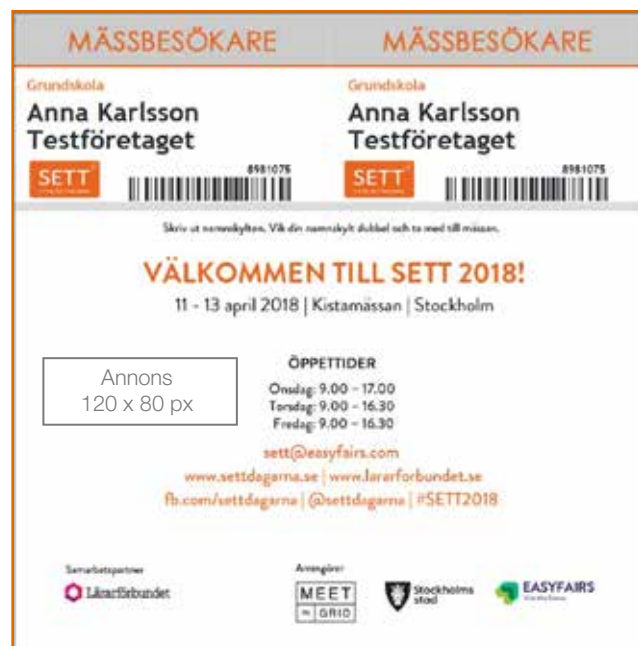 MÄSSBESÖKARE
MÄSSBESÖKARE
Grundskola
Anna Karlsson
Testföretaget
SETT
8981075
Grundskola
Anna Karlsson
Testföretaget
SETT
8981075
Skriv ut namnskylten. Vik din namnskylt dubbel och ta med till mässan.
VÄLKOMMEN TILL SETT 2018!
11 - 13 april 2018 | Kistamässan | Stockholm
Annons
120 x 80 px
ÖPPETTIDER
Onsdag: 9.00 - 17.00
Torsdag: 9.00 - 16.30
Fredag: 9.00 - 16.30
sett@easyfairs.com
www.settdagarna.se | www.lararforbundet.se
fb.com/settdagarna | @settdagarna | #SETT2018
Samarbetspartner
Lärarförbundet
Arrangörer
MEET
GRID
Stockholms
stad
EASYFAIRS